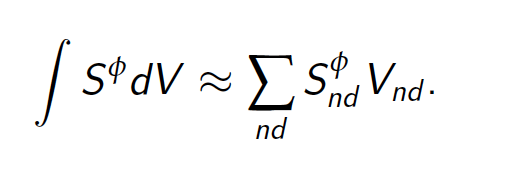 ∫ S^ϕ dV ≈ ∑_{nd} S^ϕ_{nd} V_{nd}.